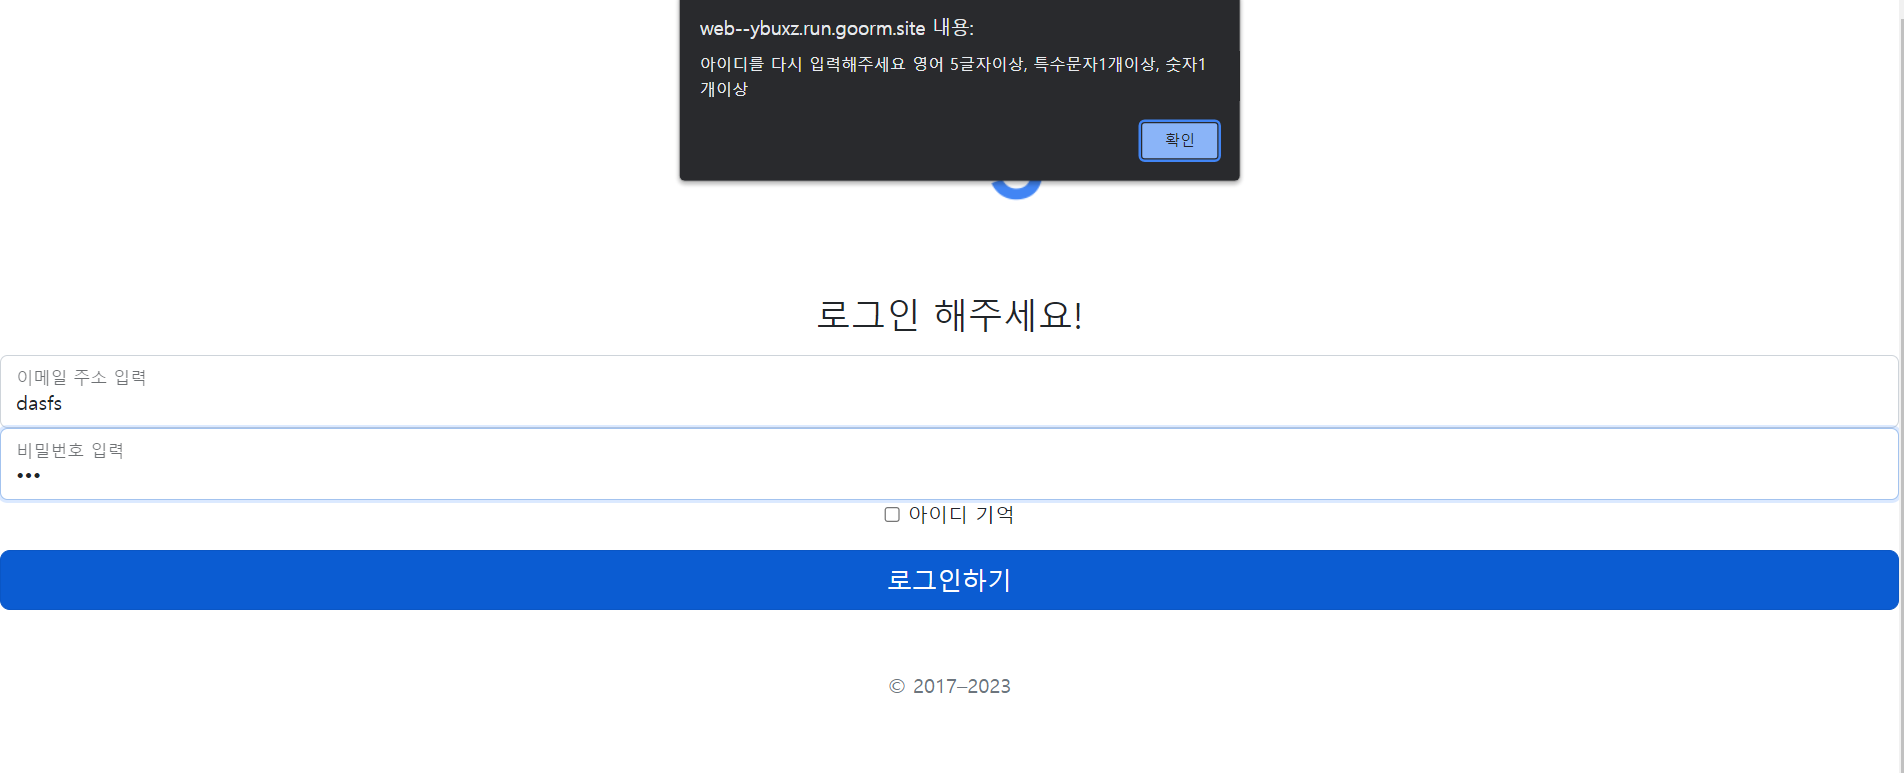 web--ybuxz.run.goorm.site 내용:
아이디를 다시 입력해주세요 영어 5글자이상, 특수문자1개이상, 숫자1
개이상
확인
로그인 해주세요!
이메일 주소 입력
dasfs
비밀번호 입력
•••
아이디 기억
로그인하기
© 2017–2023